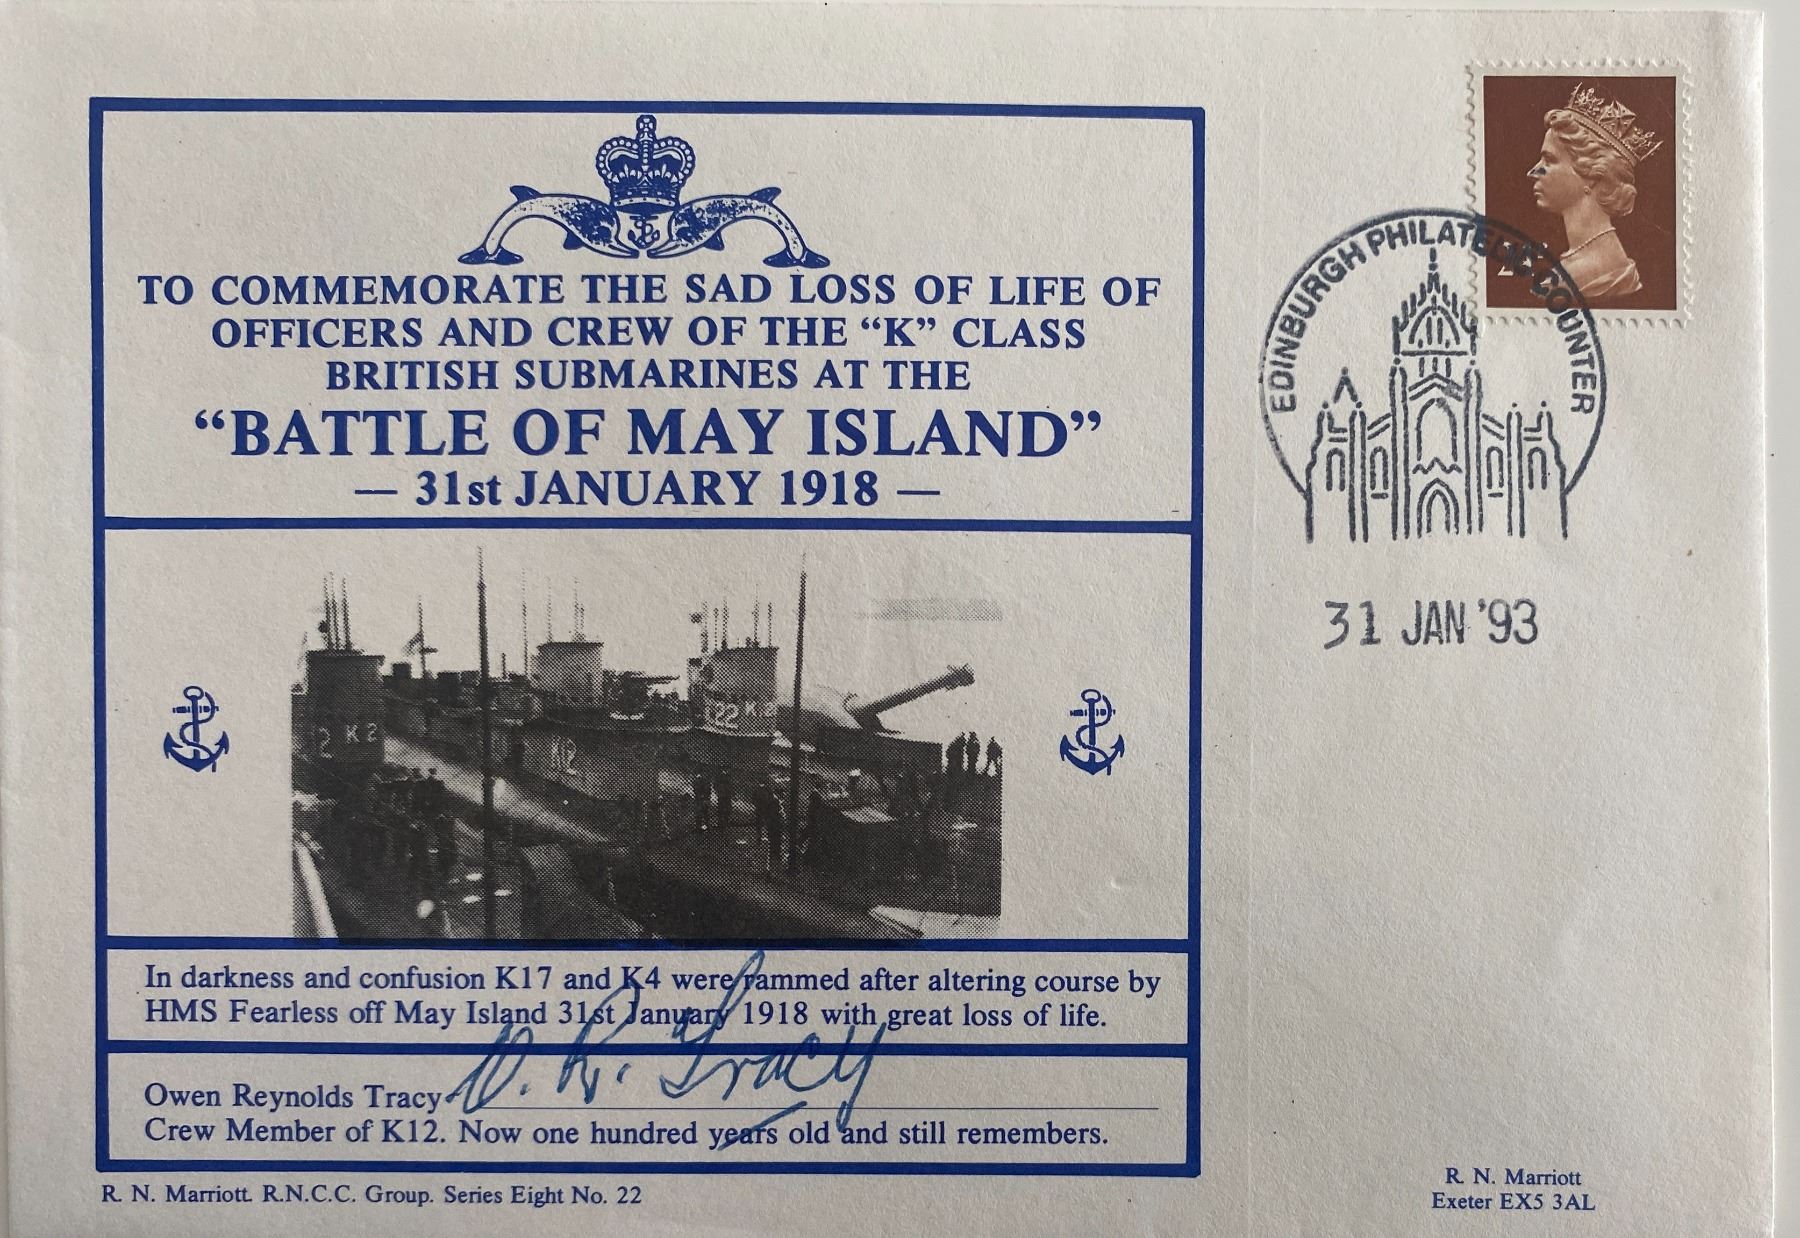 TO COMMEMORATE THE SAD LOSS OF LIFE OF
OFFICERS AND CREW OF THE “K” CLASS
BRITISH SUBMARINES AT THE
“BATTLE OF MAY ISLAND”
— 31st JANUARY 1918 —
EDINBURGH PHILATELIC COUNTER
31 JAN '93
2 K2
K12
K22 K2
In darkness and confusion K17 and K4 were rammed after altering course by
HMS Fearless off May Island 31st January 1918 with great loss of life.
O. R. Tracy
Owen Reynolds Tracy
Crew Member of K12. Now one hundred years old and still remembers.
R. N. Marriott. R.N.C.C. Group. Series Eight No. 22
R. N. Marriott
Exeter EX5 3AL